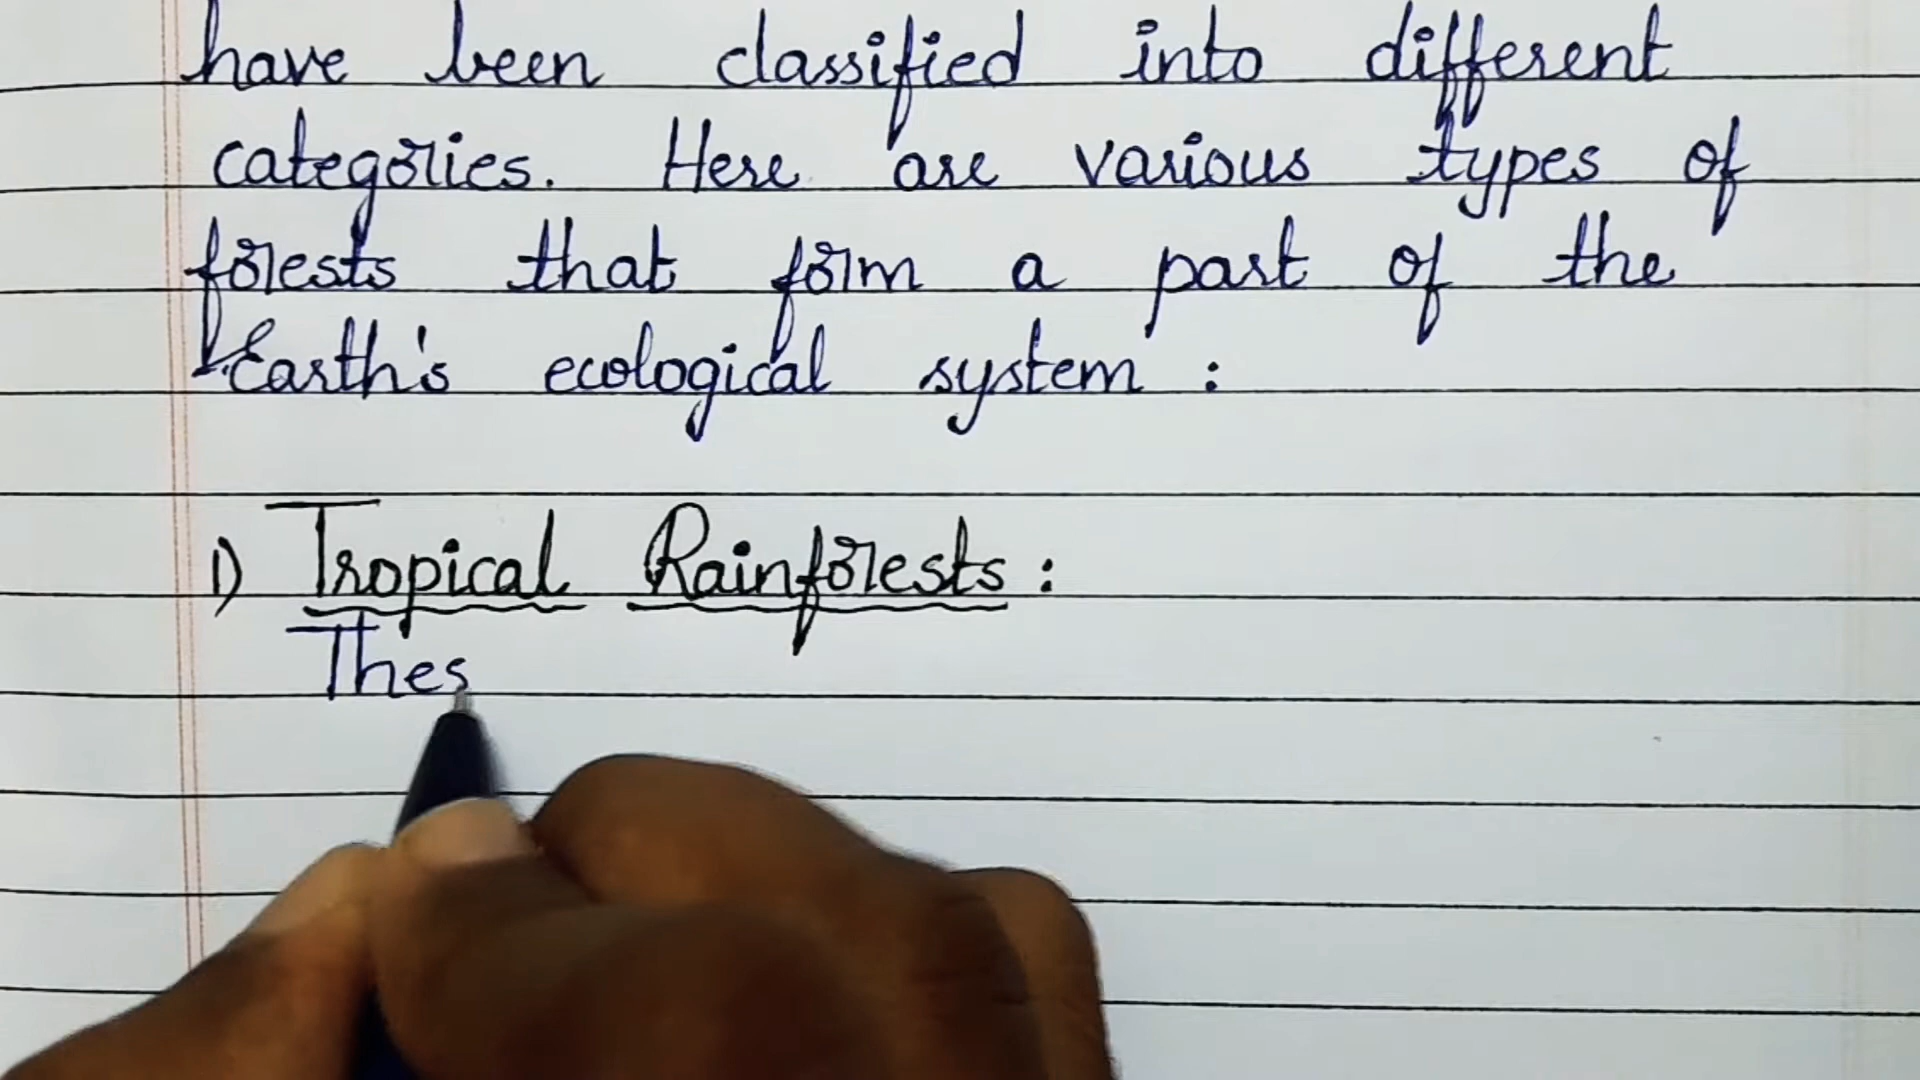 have been classified into different
categories. Here are various types of
forests that form a part of the
Earth's ecological system :
1) Tropical Rainforests :
Thes